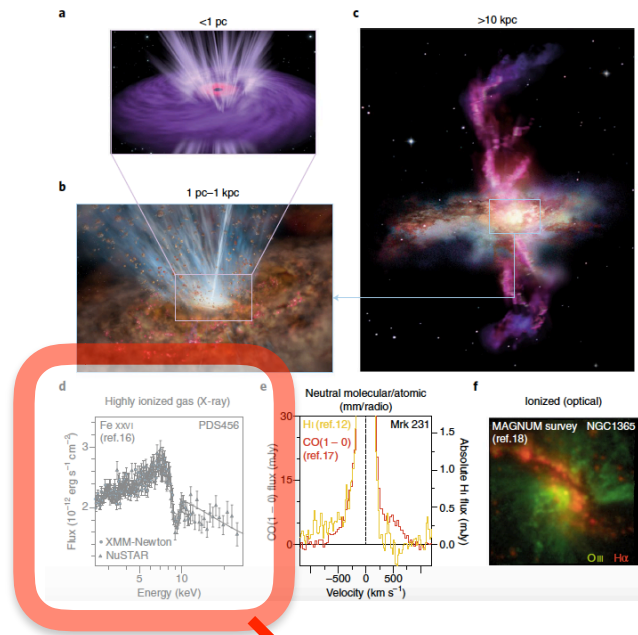 a
<1 pc
c
>10 kpc
b
1 pc–1 kpc
d
Highly ionized gas (X-ray)
Fe XXVI
(ref.16)
PDS456
3
2
Flux (10⁻¹² erg s⁻¹ cm⁻²)
XMM-Newton
NuSTAR
5
10
Energy (keV)
e
Neutral molecular/atomic
(mm/radio)
30
15
0
CO(1 – 0) flux (mJy)
H I (ref.12)
CO(1 – 0)
(ref.17)
Mrk 231
1.5
1.0
0.5
0.0
Absolute H I flux (mJy)
−500
0
500
Velocity (km s⁻¹)
f
Ionized (optical)
MAGNUM survey
(ref.18)
NGC1365
O III
Hα